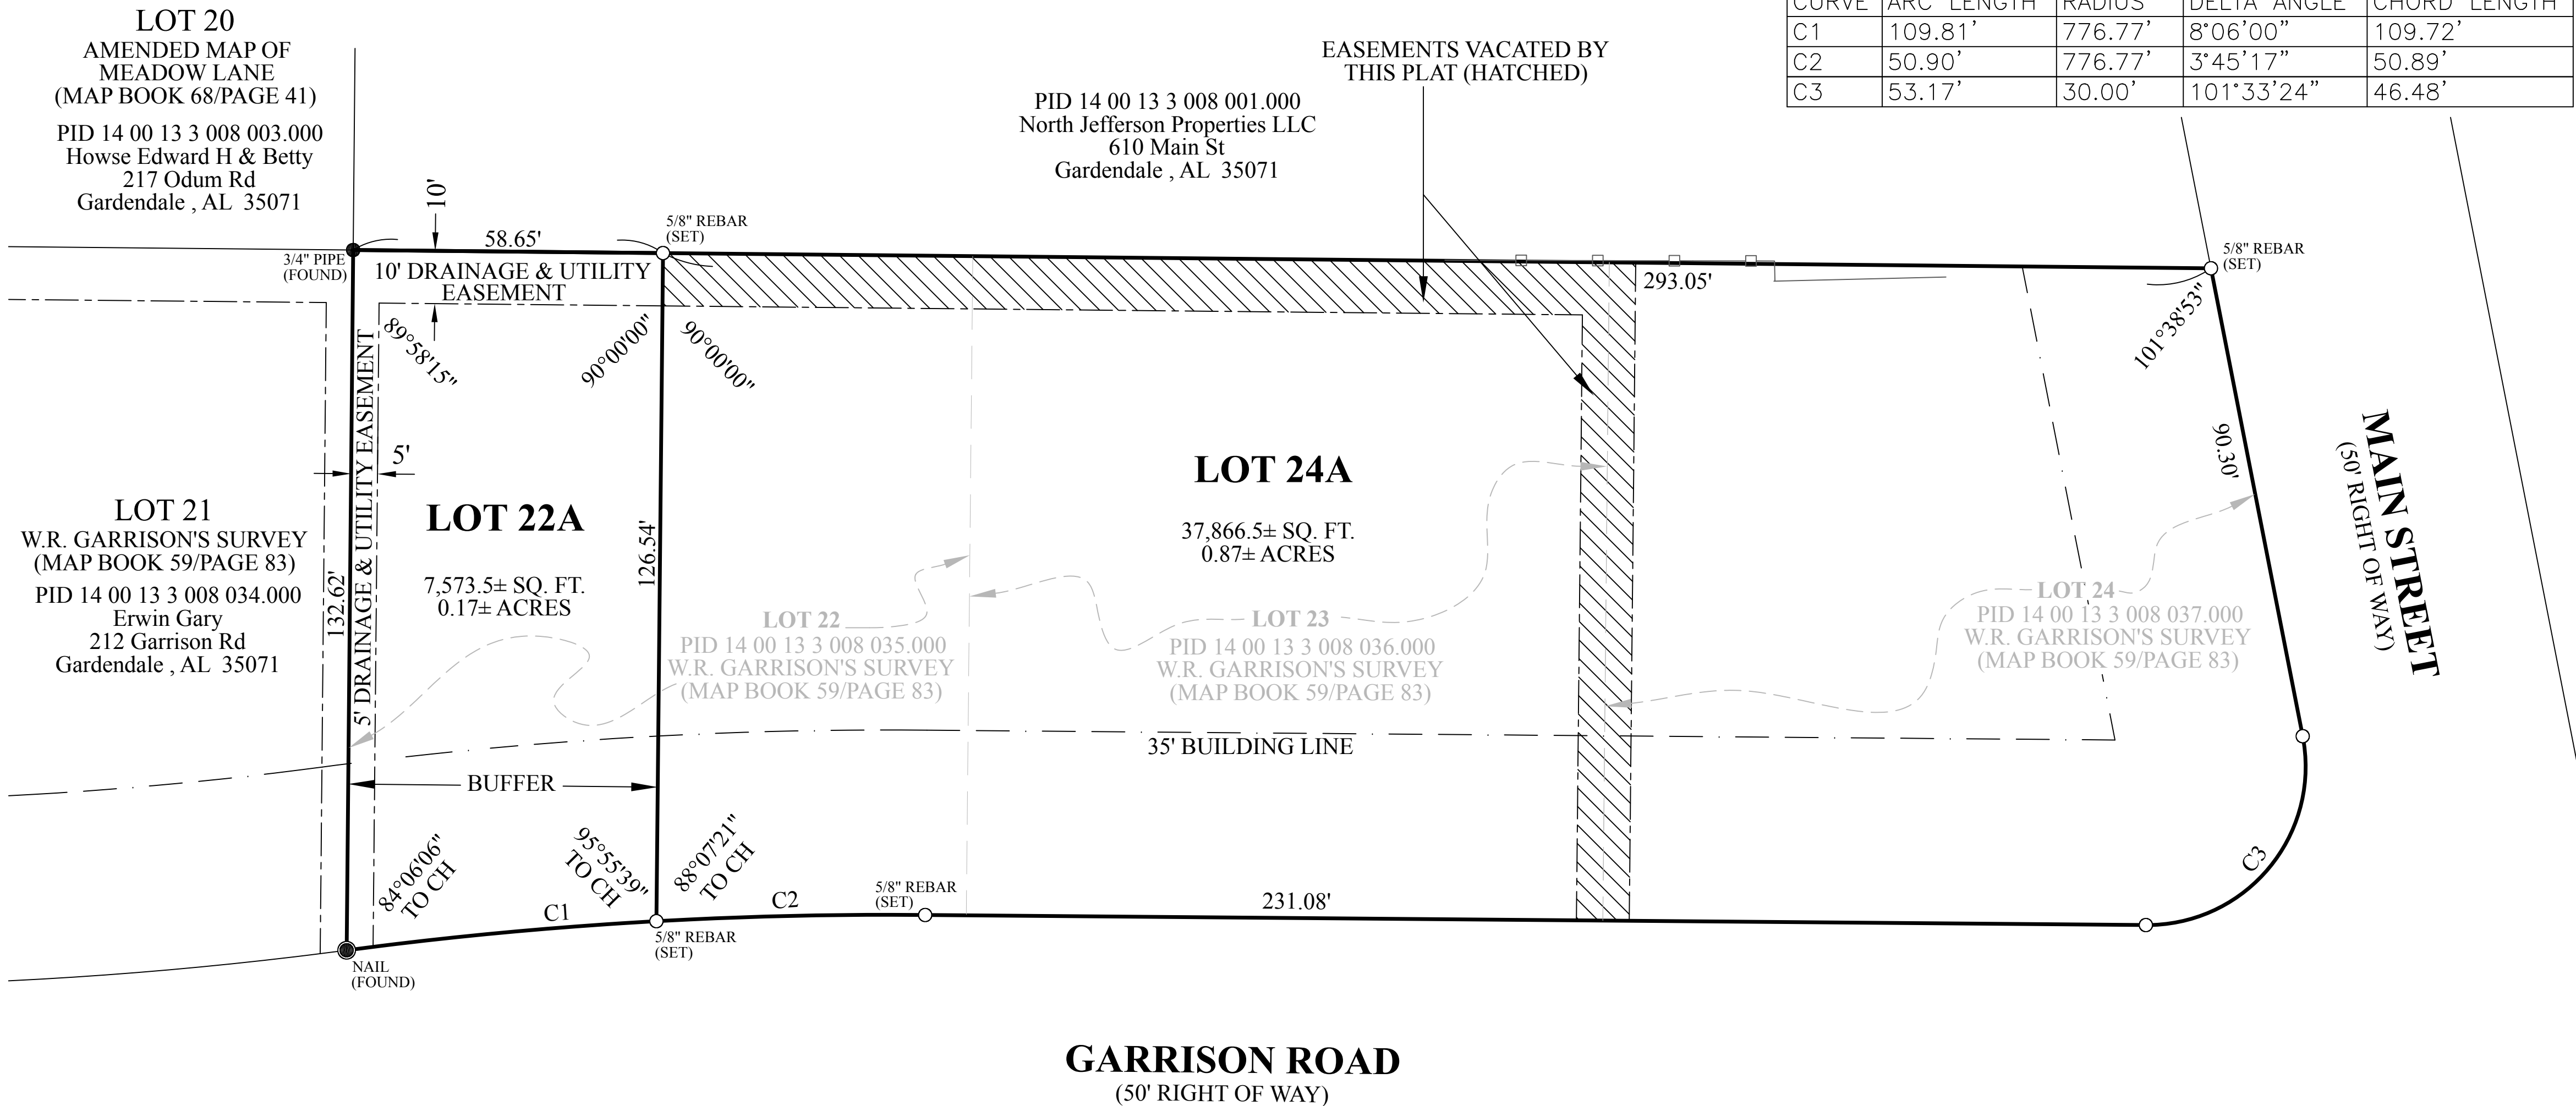 LOT 20
AMENDED MAP OF
MEADOW LANE
(MAP BOOK 68/PAGE 41)
PID 14 00 13 3 008 003.000
Howse Edward H & Betty
217 Odum Rd
Gardendale , AL  35071
PID 14 00 13 3 008 001.000
North Jefferson Properties LLC
610 Main St
Gardendale , AL  35071
EASEMENTS VACATED BY
THIS PLAT (HATCHED)
CURVE ARC LENGTH RADIUS DELTA ANGLE CHORD LENGTH
C1 109.81' 776.77' 8°06'00" 109.72'
C2 50.90' 776.77' 3°45'17" 50.89'
C3 53.17' 30.00' 101°33'24" 46.48'
10'
58.65'
5/8" REBAR
(SET)
3/4" PIPE
(FOUND)
10' DRAINAGE & UTILITY
EASEMENT
293.05'
5/8" REBAR
(SET)
89°58'15"
90°00'00"
90°00'00"
101°38'53"
5' DRAINAGE & UTILITY EASEMENT
5'
132.62'
126.54'
90.30'
MAIN STREET
(50' RIGHT OF WAY)
LOT 21
W.R. GARRISON'S SURVEY
(MAP BOOK 59/PAGE 83)
PID 14 00 13 3 008 034.000
Erwin Gary
212 Garrison Rd
Gardendale , AL  35071
LOT 22A
7,573.5± SQ. FT.
0.17± ACRES
LOT 24A
37,866.5± SQ. FT.
0.87± ACRES
LOT 22
PID 14 00 13 3 008 035.000
W.R. GARRISON'S SURVEY
(MAP BOOK 59/PAGE 83)
LOT 23
PID 14 00 13 3 008 036.000
W.R. GARRISON'S SURVEY
(MAP BOOK 59/PAGE 83)
LOT 24
PID 14 00 13 3 008 037.000
W.R. GARRISON'S SURVEY
(MAP BOOK 59/PAGE 83)
35' BUILDING LINE
BUFFER
84°06'06"
TO CH
95°55'39"
TO CH
88°07'21"
TO CH
C1
C2
5/8" REBAR
(SET)
231.08'
C3
5/8" REBAR
(SET)
NAIL
(FOUND)
GARRISON ROAD
(50' RIGHT OF WAY)